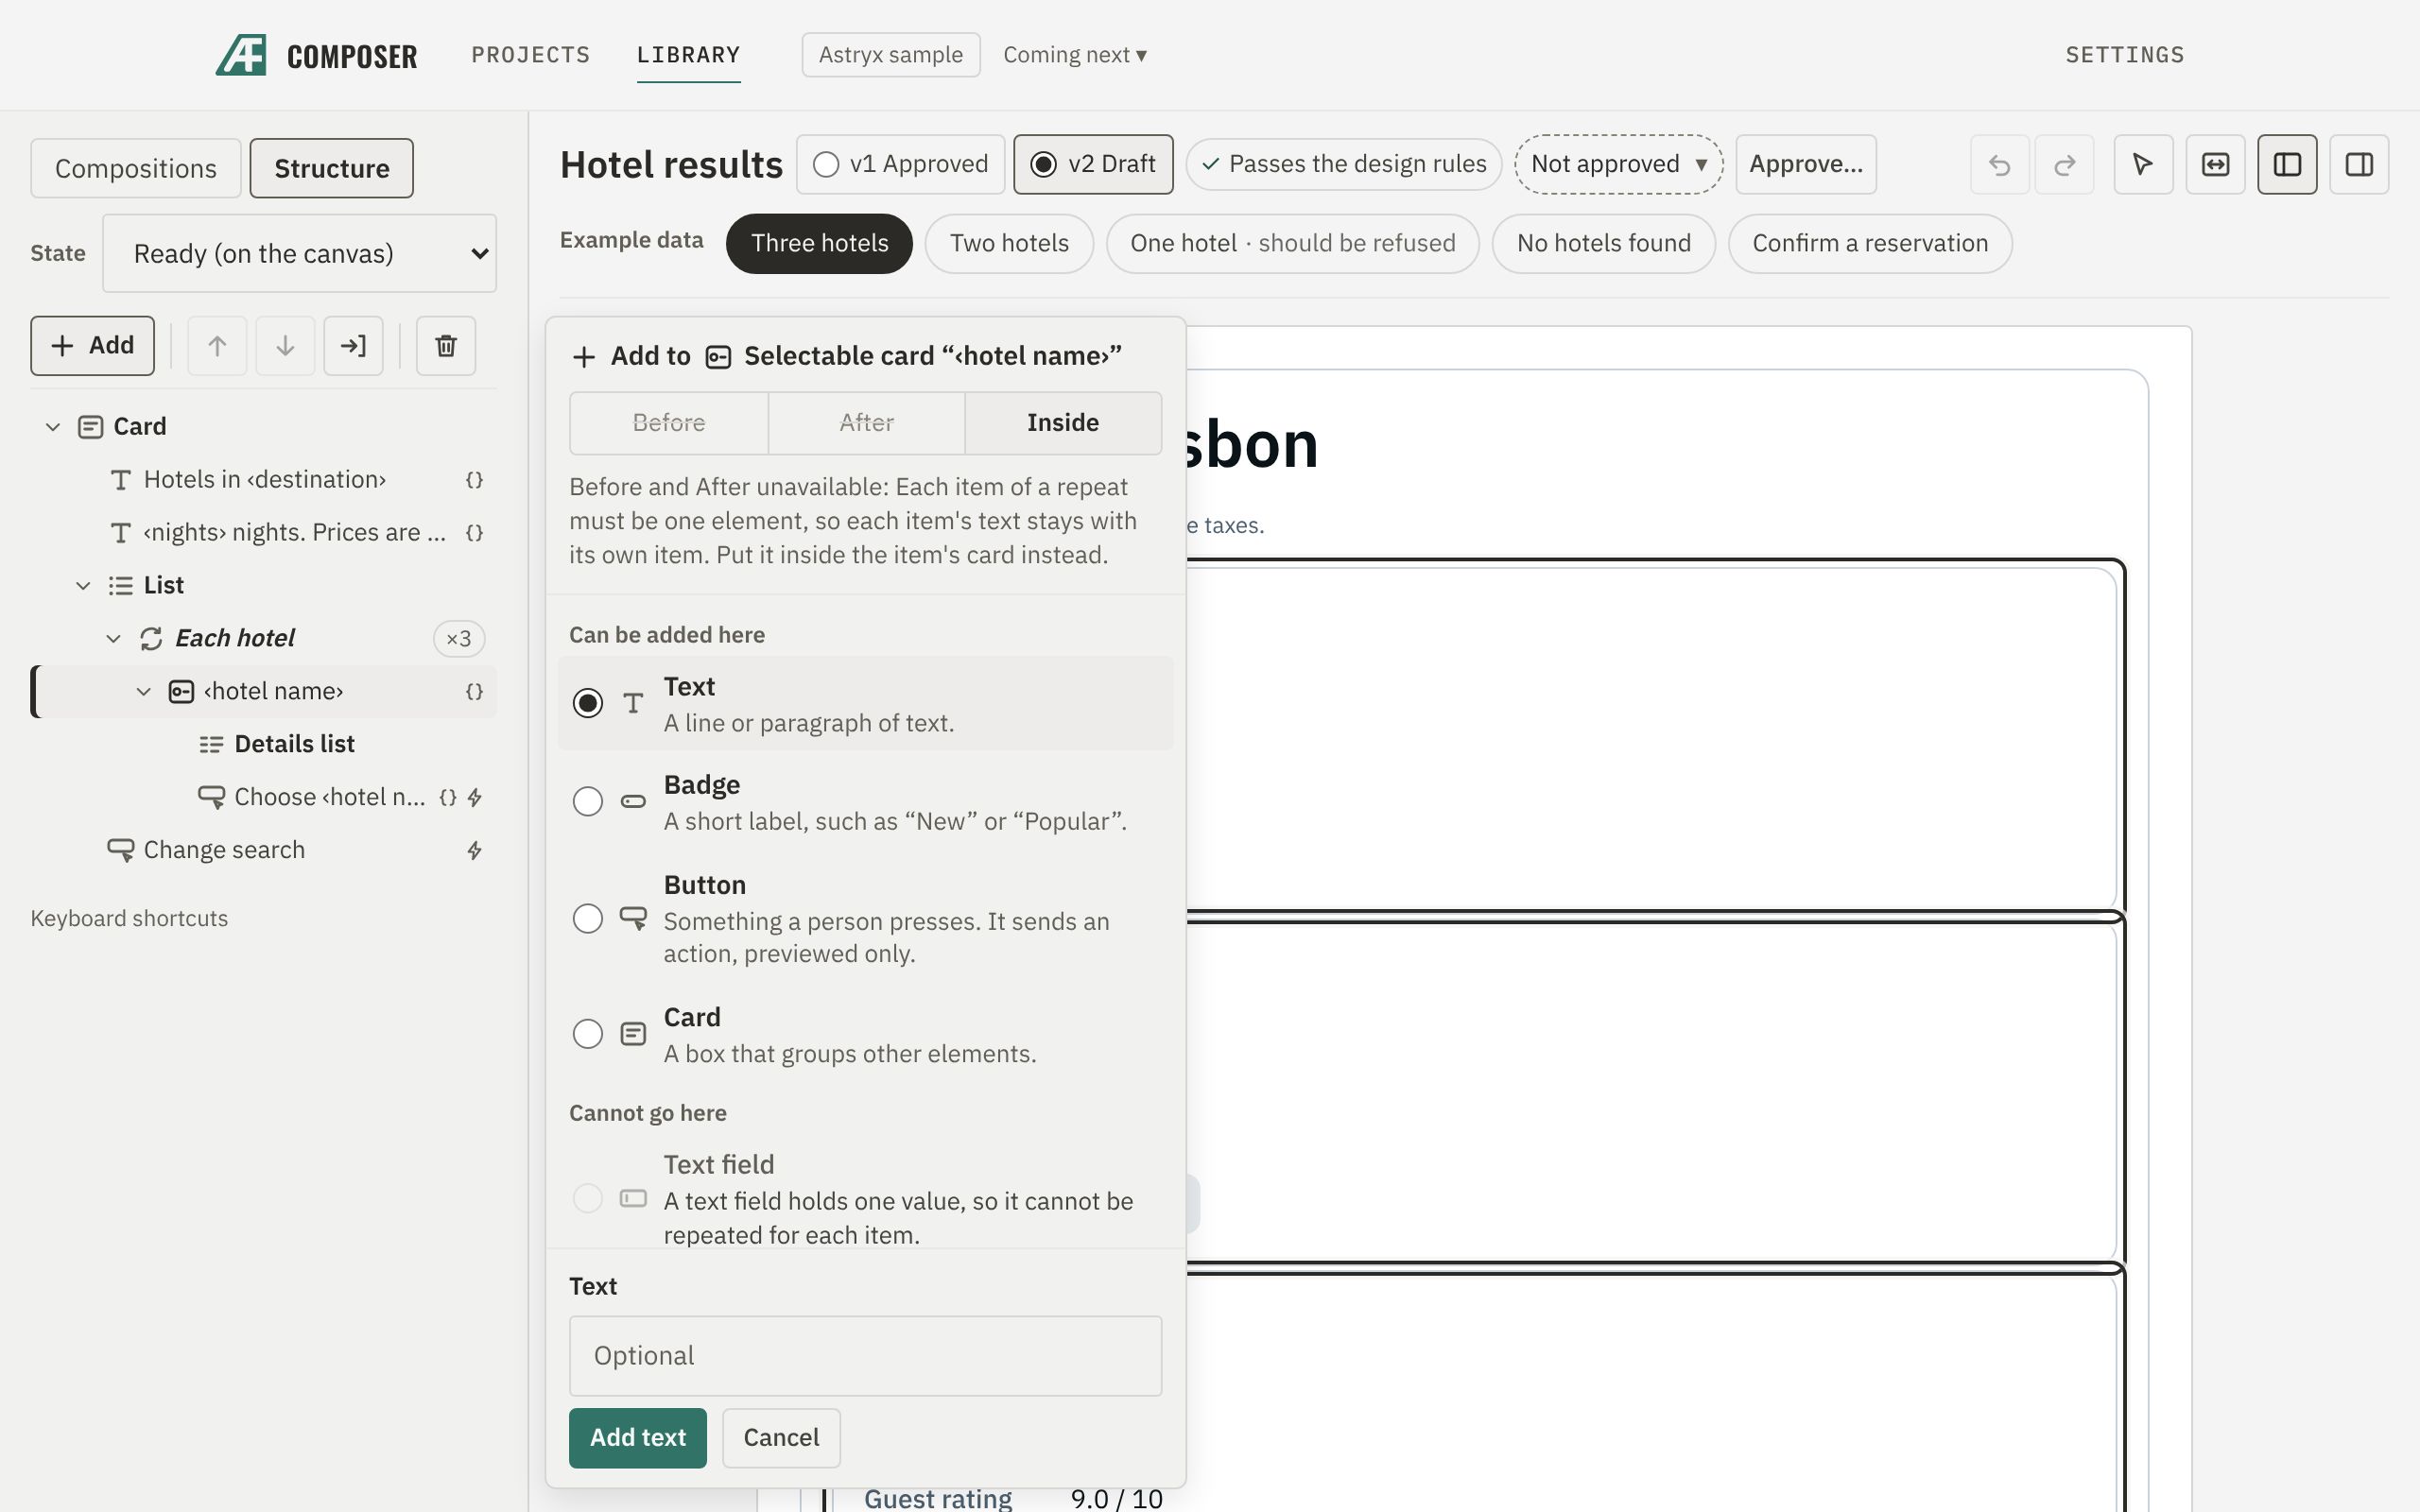 COMPOSER
PROJECTS
LIBRARY
Astryx sample
Coming next ▾
SETTINGS
Compositions
Structure
State
Ready (on the canvas)
Add
Card
Hotels in ‹destination›
‹nights› nights. Prices are ...
List
Each hotel
×3
‹hotel name›
Details list
Choose ‹hotel n...
Change search
Keyboard shortcuts
Hotel results
v1 Approved
v2 Draft
✓ Passes the design rules
Not approved ▾
Approve...
Example data
Three hotels
Two hotels
One hotel · should be refused
No hotels found
Confirm a reservation
Add to Selectable card “‹hotel name›”
Before
After
Inside
Before and After unavailable: Each item of a repeat
must be one element, so each item's text stays with
its own item. Put it inside the item's card instead.
Can be added here
Text
A line or paragraph of text.
Badge
A short label, such as “New” or “Popular”.
Button
Something a person presses. It sends an
action, previewed only.
Card
A box that groups other elements.
Cannot go here
Text field
A text field holds one value, so it cannot be
repeated for each item.
Text
Optional
Add text
Cancel
sbon
e taxes.
Guest rating 9.0 / 10